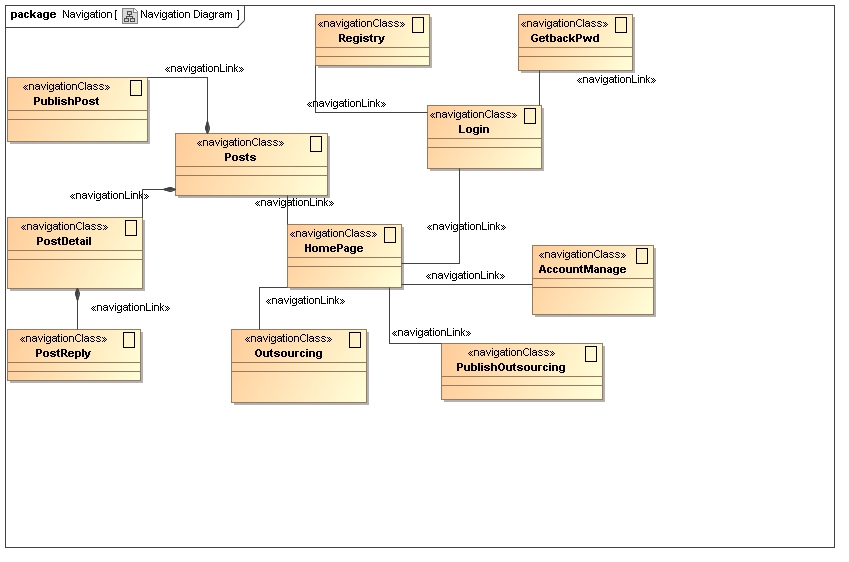 package Navigation [ Navigation Diagram ]
«navigationClass»
Registry
«navigationClass»
GetbackPwd
«navigationLink»
«navigationLink»
«navigationClass»
PublishPost
«navigationLink»
«navigationClass»
Login
«navigationClass»
Posts
«navigationLink»
«navigationLink»
«navigationClass»
PostDetail
«navigationClass»
HomePage
«navigationLink»
«navigationClass»
AccountManage
«navigationLink»
«navigationLink»
«navigationLink»
«navigationClass»
PostReply
«navigationClass»
Outsourcing
«navigationLink»
«navigationClass»
PublishOutsourcing